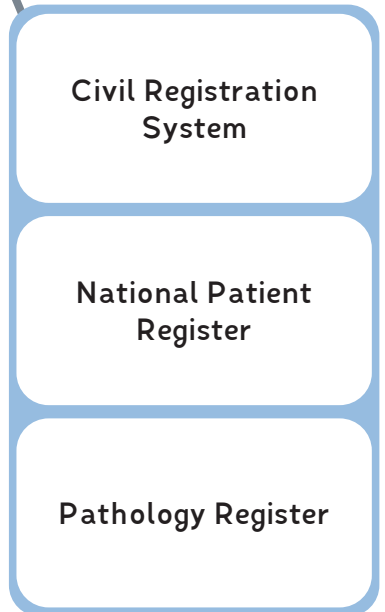 Civil Registration
System
National Patient
Register
Pathology Register